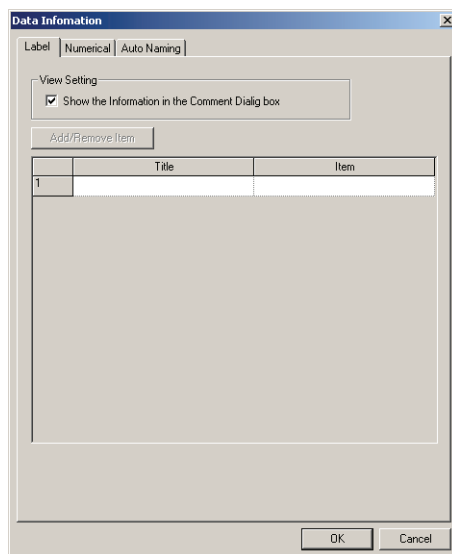 Data Infomation
Label Numerical Auto Naming
View Setting
Show the Information in the Comment Dialig box
Add/Remove Item
Title Item
1
OK Cancel